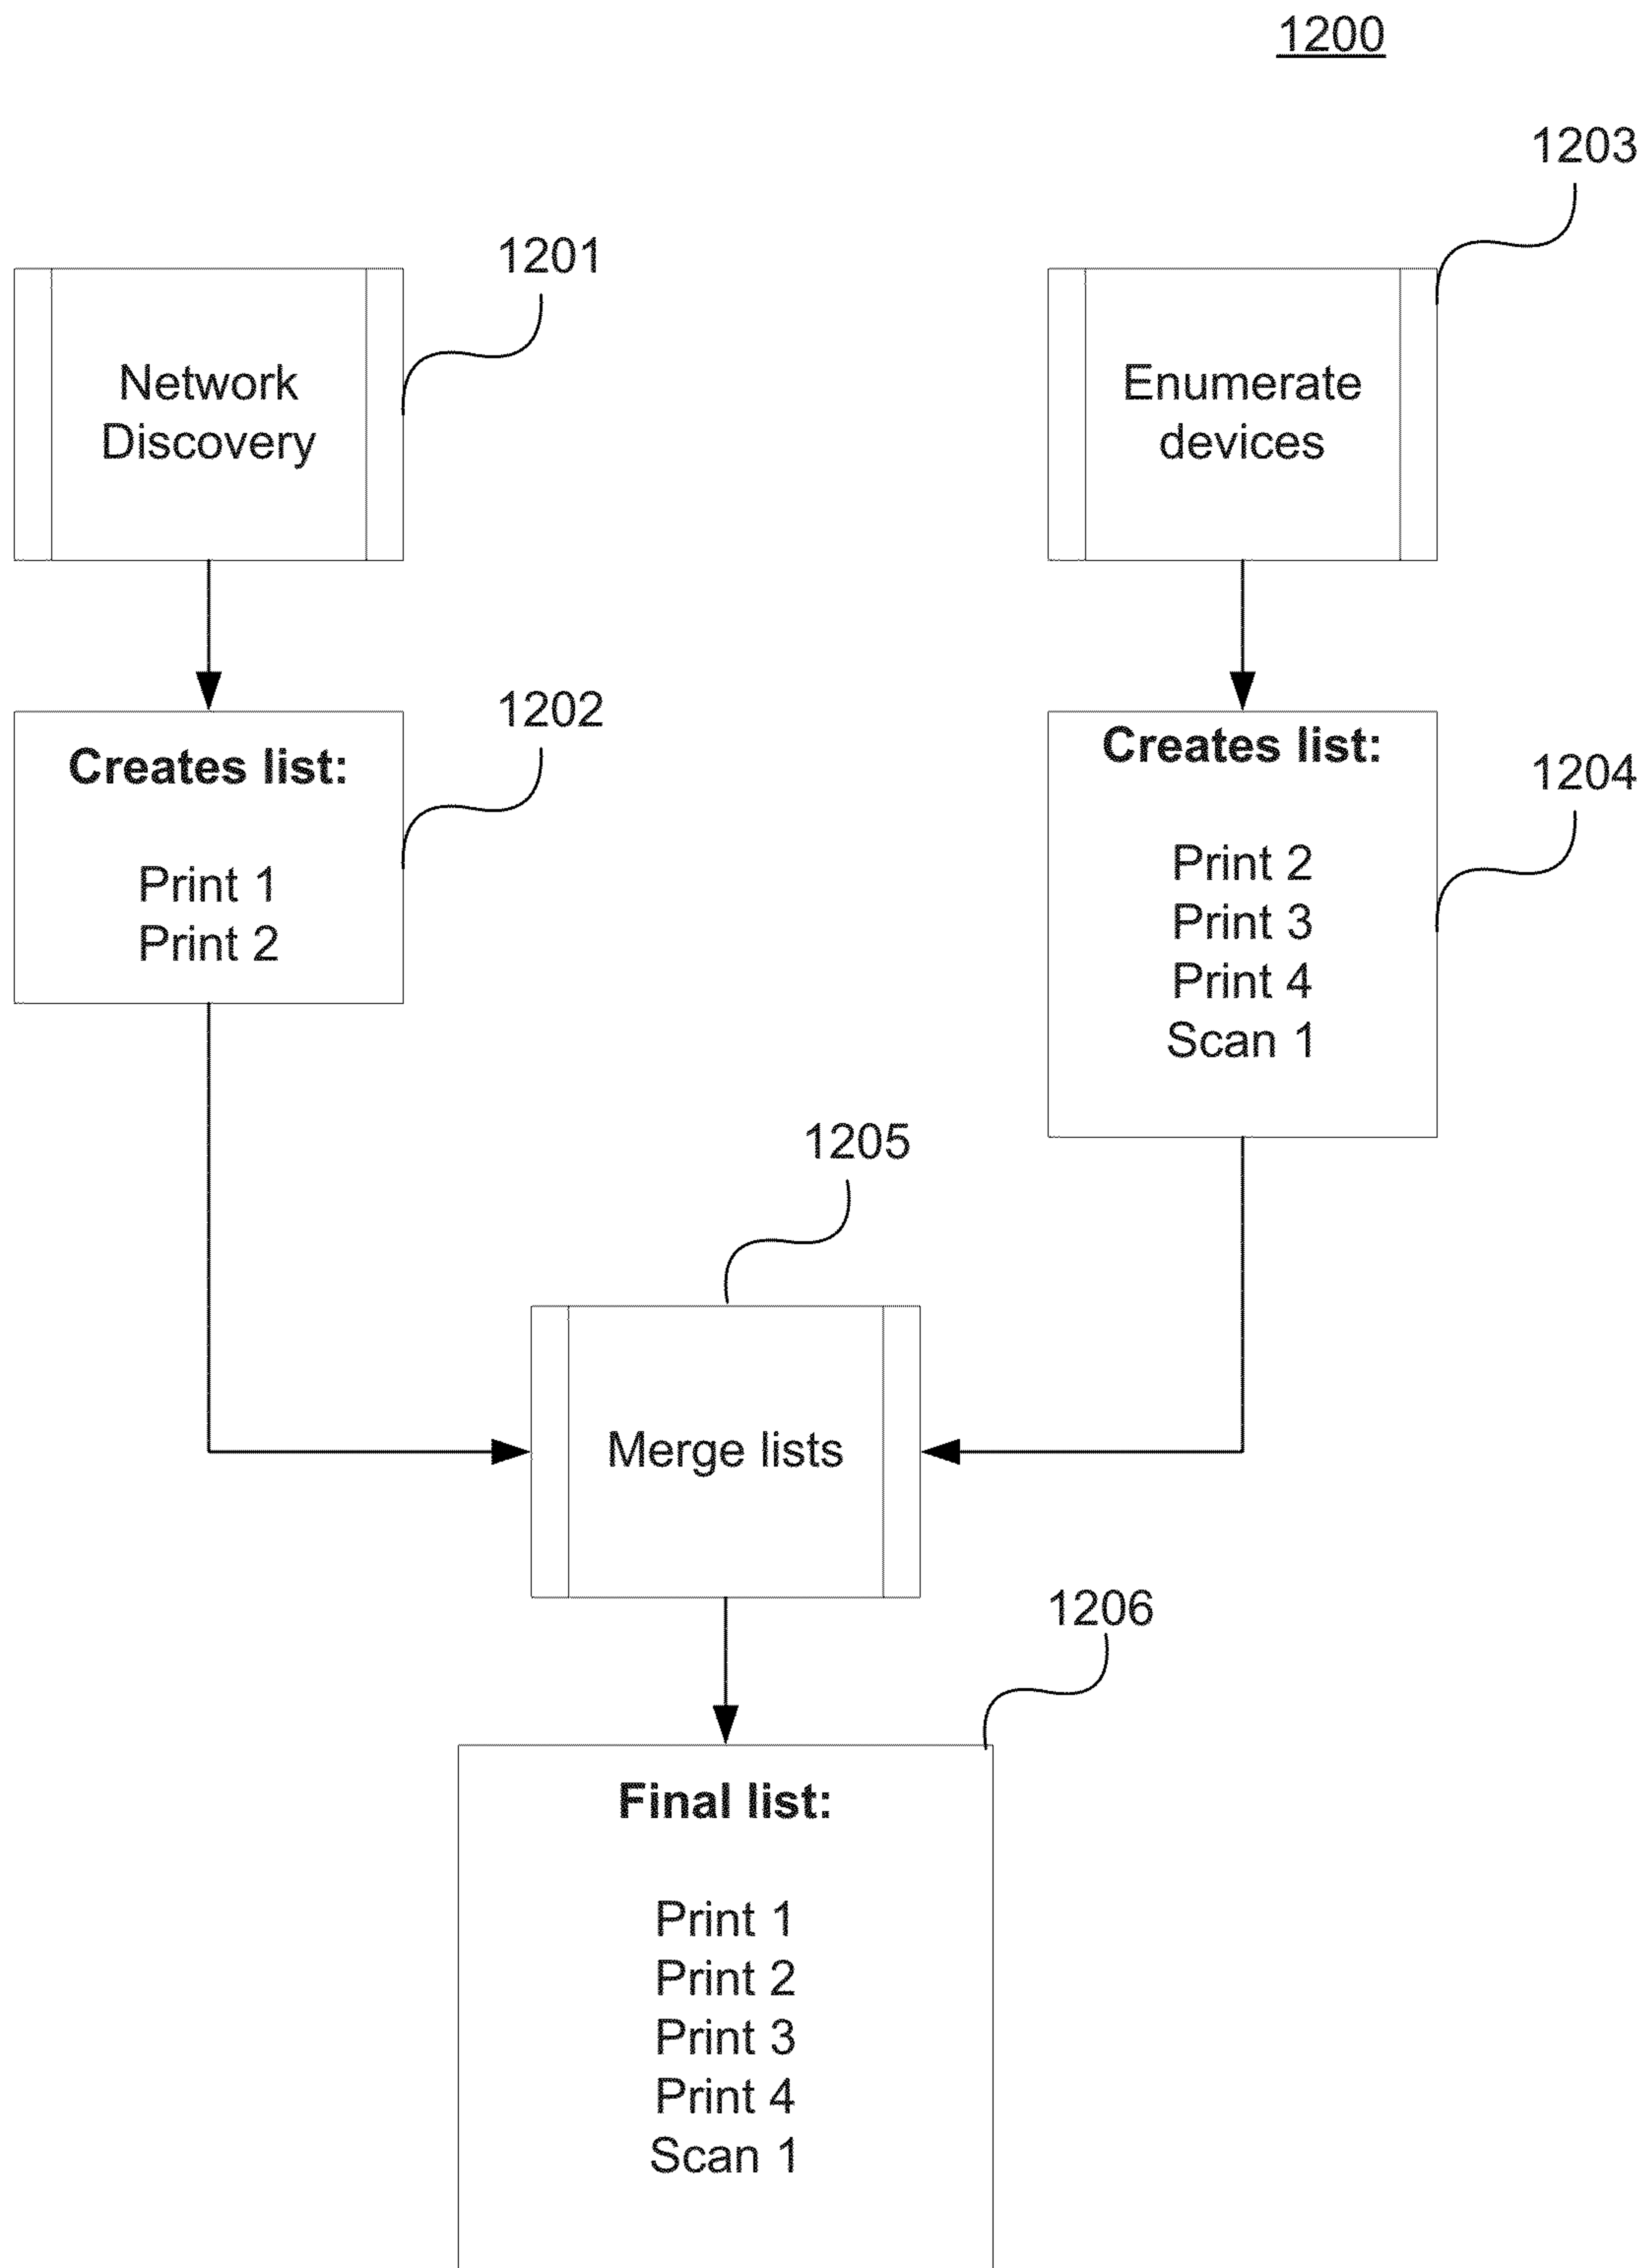 1200
1203
1201
Network
Discovery
Enumerate
devices
1202
Creates list:
Print 1
Print 2
1204
Creates list:
Print 2
Print 3
Print 4
Scan 1
1205
Merge lists
1206
Final list:
Print 1
Print 2
Print 3
Print 4
Scan 1